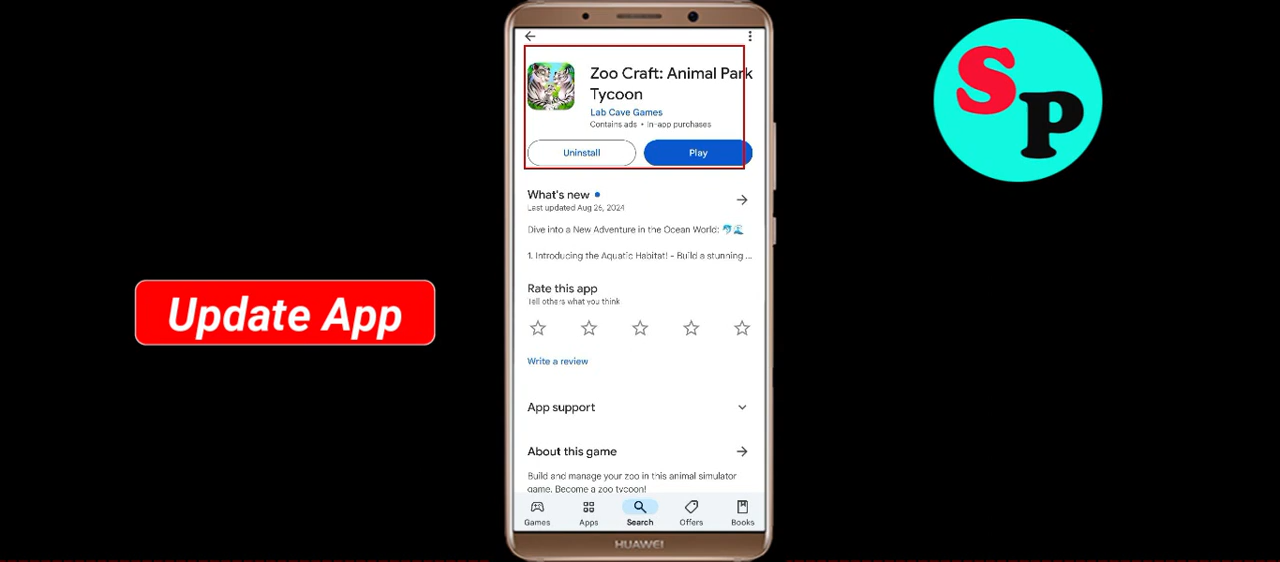 Zoo Craft: Animal Park
Tycoon
Lab Cave Games
Contains ads • In-app purchases
Uninstall
Play
What's new
Last updated Aug 26, 2024
Dive into a New Adventure in the Ocean World: 🐬🌊
1. Introducing the Aquatic Habitat! - Build a stunning ...
Rate this app
Tell others what you think
Write a review
App support
About this game
Build and manage your zoo in this animal simulator
game. Become a zoo tycoon!
Games
Apps
Search
Offers
Books
HUAWEI
Update App
SP